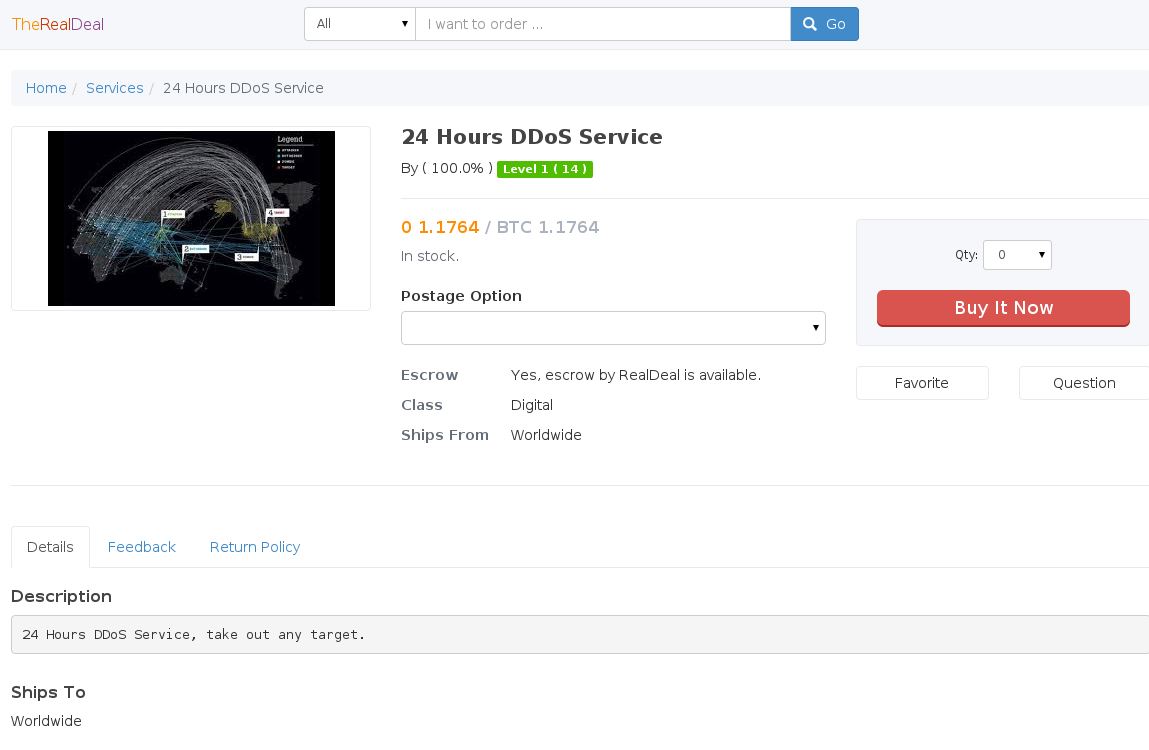 TheRealDeal
All
I want to order ...
Go
Home / Services / 24 Hours DDoS Service
Legend
24 Hours DDoS Service
By ( 100.0% ) Level 1 ( 14 )
1
2
3
4
0 1.1764 / BTC 1.1764
In stock.
Qty: 0
Buy It Now
Postage Option
Favorite
Question
Escrow Yes, escrow by RealDeal is available.
Class Digital
Ships From Worldwide
Details
Feedback
Return Policy
Description
24 Hours DDoS Service, take out any target.
Ships To
Worldwide